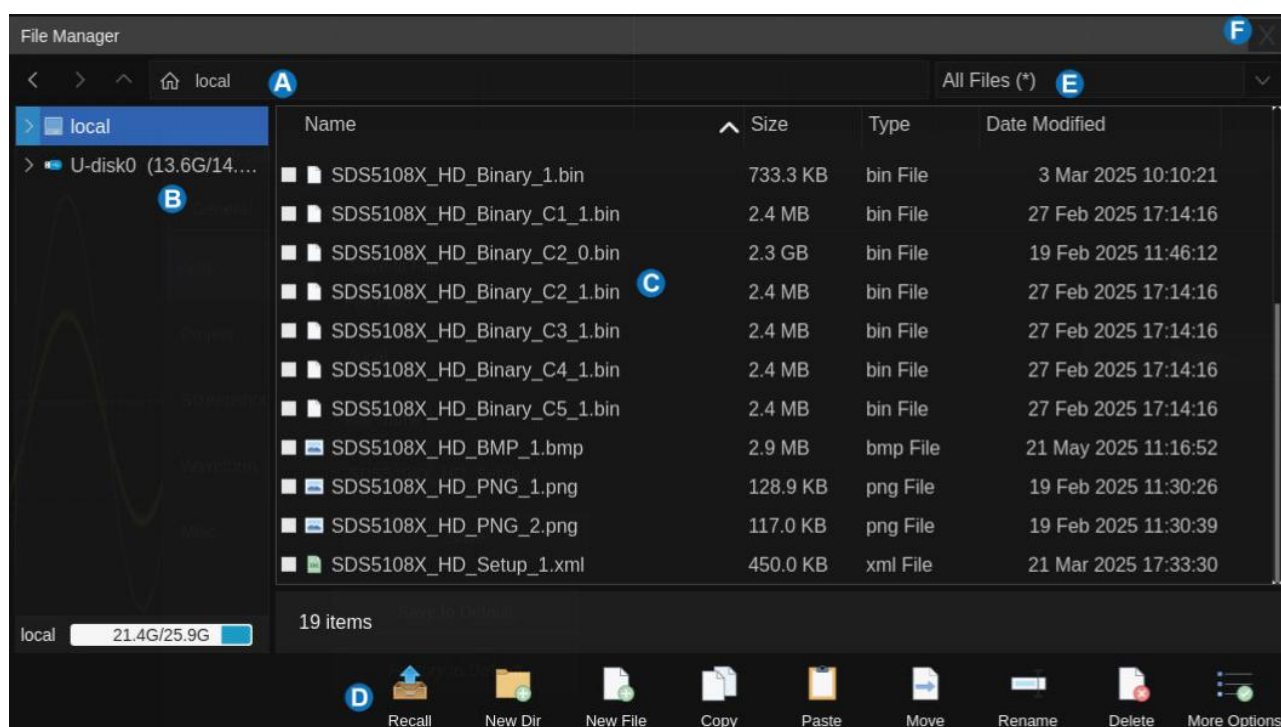 File Manager F X
local A All Files (*) E
local Name Size Type Date Modified
U-disk0 (13.6G/14....
B
SDS5108X_HD_Binary_1.bin 733.3 KB bin File 3 Mar 2025 10:10:21
SDS5108X_HD_Binary_C1_1.bin 2.4 MB bin File 27 Feb 2025 17:14:16
SDS5108X_HD_Binary_C2_0.bin 2.3 GB bin File 19 Feb 2025 11:46:12
C
SDS5108X_HD_Binary_C2_1.bin 2.4 MB bin File 27 Feb 2025 17:14:16
SDS5108X_HD_Binary_C3_1.bin 2.4 MB bin File 27 Feb 2025 17:14:16
SDS5108X_HD_Binary_C4_1.bin 2.4 MB bin File 27 Feb 2025 17:14:16
SDS5108X_HD_Binary_C5_1.bin 2.4 MB bin File 27 Feb 2025 17:14:16
SDS5108X_HD_BMP_1.bmp 2.9 MB bmp File 21 May 2025 11:16:52
SDS5108X_HD_PNG_1.png 128.9 KB png File 19 Feb 2025 11:30:26
SDS5108X_HD_PNG_2.png 117.0 KB png File 19 Feb 2025 11:30:39
SDS5108X_HD_Setup_1.xml 450.0 KB xml File 21 Mar 2025 17:33:30
local 21.4G/25.9G 19 items
D
Recall New Dir New File Copy Paste Move Rename Delete More Options